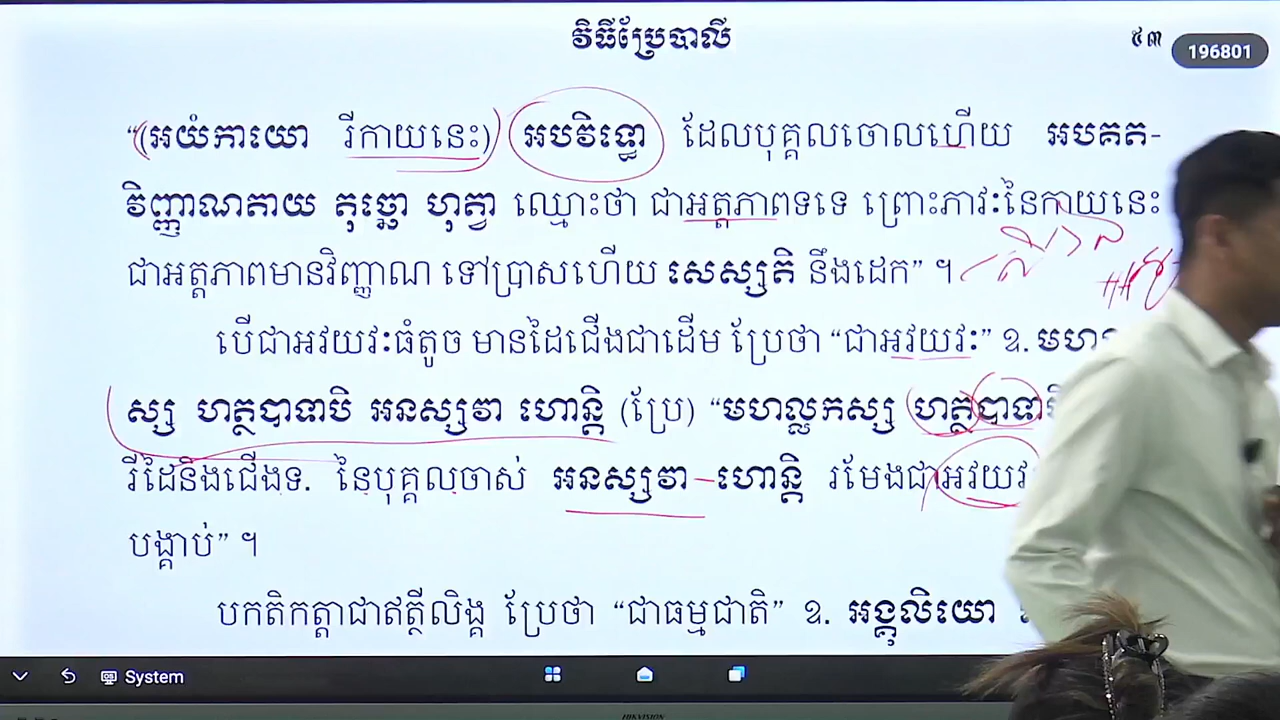 វិធីប្រែបាលី ៥៣
196801
“(អយំកាយោ រីកាយនេះ) អបវិទ្ធោ ដែលបុគ្គលចោលហើយ អបគត-
វិញ្ញាណតាយ តុច្ឆោ ហុត្វា ឈ្មោះថា ជាអត្តភាពទទេ ព្រោះភាវៈនៃកាយនេះ
ជាអត្តភាពមានវិញ្ញាណ ទៅប្រាសហើយ សេស្សតិ នឹងដេក” ។
បើជាអវយវៈធំតូច មានដៃជើងជាដើម ប្រែថា “ជាអវយវៈ” ឧ.
ស្ស ហត្ថបាទាបិ អនស្សវា ហោន្តិ (ប្រែ) “មហល្លកស្ស ហត្ថបាទា
រីដៃនិងជើងទ. នៃបុគ្គលចាស់ អនស្សវា–ហោន្តិ រមែងជាអវយវ
បង្គាប់” ។
បកតិកត្តាជាឥត្ថីលិង្គ ប្រែថា “ជាធម្មជាតិ” ឧ. អង្គុលិយោ
System
HIKVISION